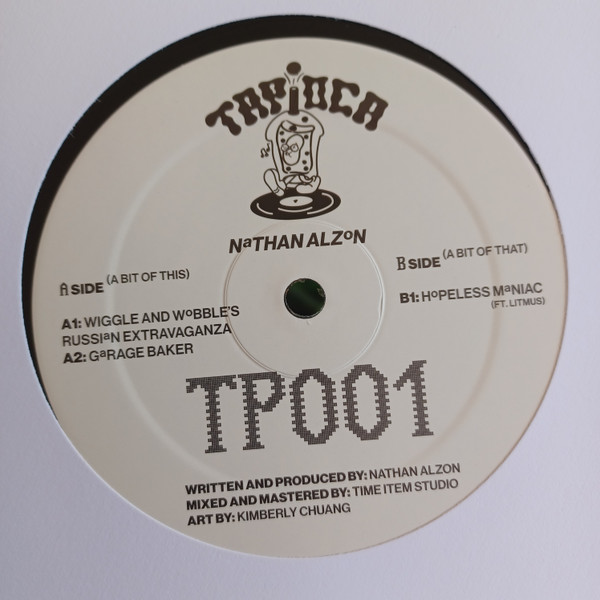 TAPIOCA
NaTHAN ALZoN
A SIDE (A BIT OF THIS)
A1: WIGGLE AND WoBBLE'S
RUSSIaN EXTRAVAGANZA
A2: GaRAGE BAKER
B SIDE (A BIT OF THAT)
B1: HoPELESS MaNIAC
(FT. LITMUS)
TP001
WRITTEN AND PRODUCED BY: NATHAN ALZON
MIXED AND MASTERED BY: TIME ITEM STUDIO
ART BY: KIMBERLY CHUANG